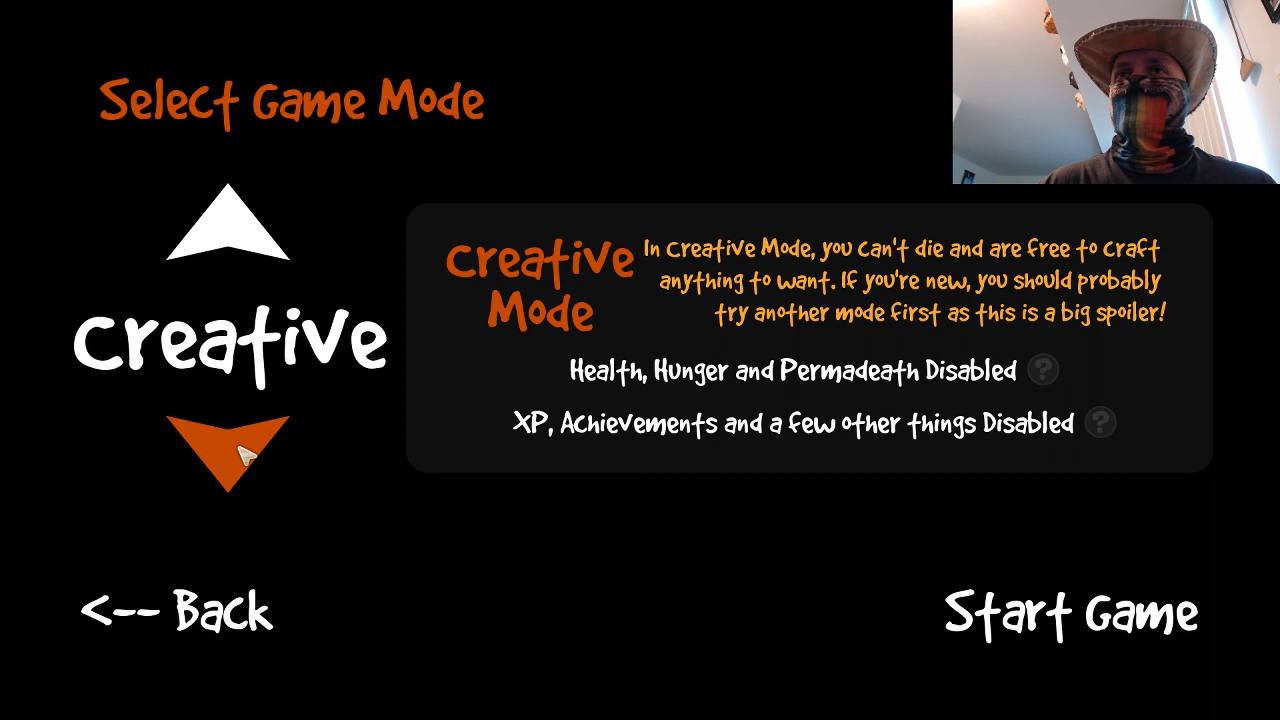 Select Game Mode
Creative
Creative
Mode
In Creative Mode, you can't die and are free to craft
anything to want. If you're new, you should probably
try another mode first as this is a big spoiler!
Health, Hunger and Permadeath Disabled ?
XP, Achievements and a few other things Disabled ?
<-- Back
Start Game